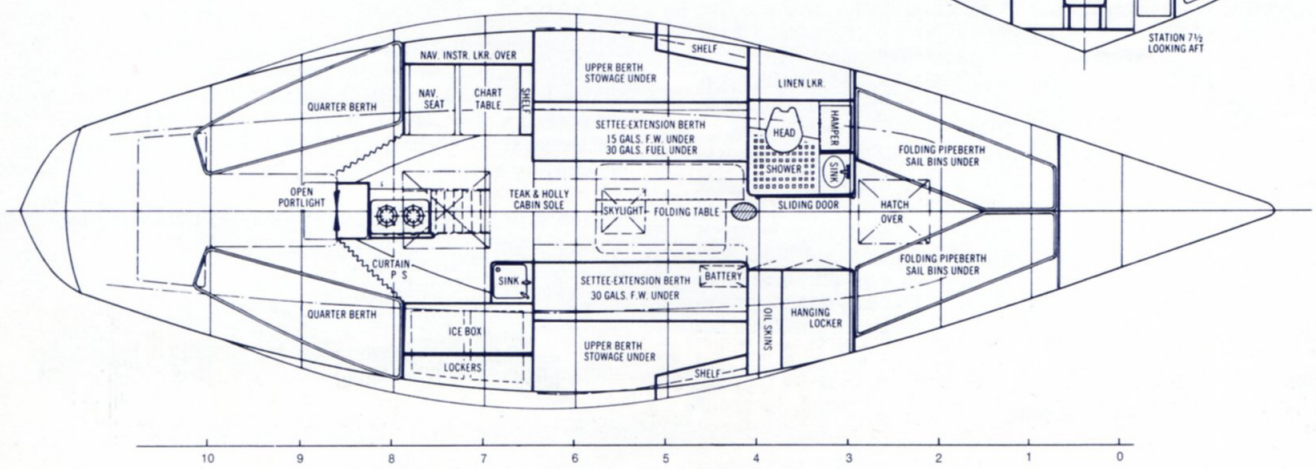 STATION 7½
LOOKING AFT
NAV. INSTR. LKR. OVER
SHELF
UPPER BERTH
STOWAGE UNDER
LINEN LKR.
QUARTER BERTH
NAV.
SEAT
CHART
TABLE
SHELF
SETTEE-EXTENSION BERTH
15 GALS. F.W. UNDER
30 GALS. FUEL UNDER
HEAD
HAMPER
SHOWER
SINK
FOLDING PIPEBERTH
SAIL BINS UNDER
OPEN
PORTLIGHT
TEAK & HOLLY
CABIN SOLE
SKYLIGHT
FOLDING TABLE
SLIDING DOOR
HATCH
OVER
CURTAIN
P S
SINK
SETTEE-EXTENSION BERTH
30 GALS. F.W. UNDER
BATTERY
FOLDING PIPEBERTH
SAIL BINS UNDER
QUARTER BERTH
ICE BOX
LOCKERS
UPPER BERTH
STOWAGE UNDER
SHELF
OIL SKINS
HANGING
LOCKER
10 9 8 7 6 5 4 3 2 1 0